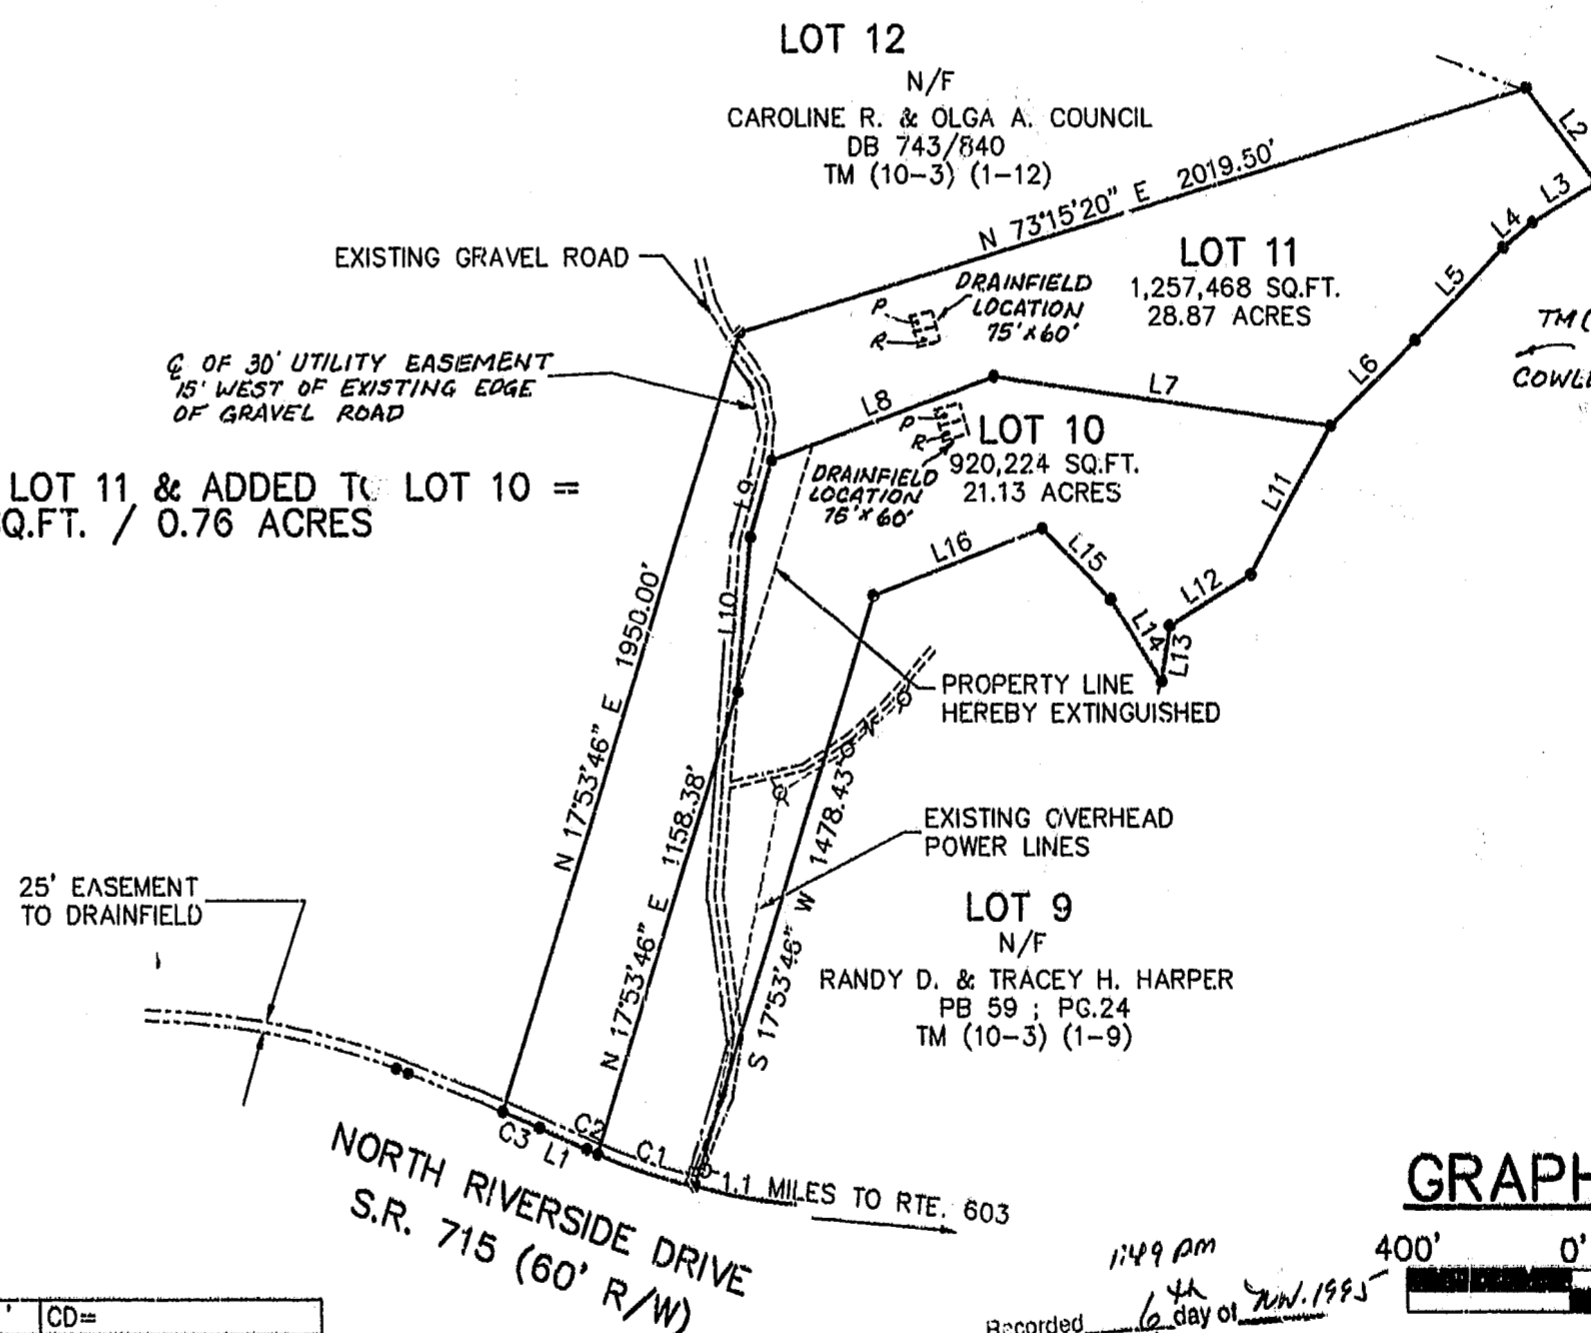 LOT 12
N/F
CAROLINE R. & OLGA A. COUNCIL
DB 743/840
TM (10-3) (1-12)
L2
L3
L4
L5
L6
N 73°15'20" E 2019.50'
EXISTING GRAVEL ROAD
LOT 11
1,257,468 SQ.FT.
28.87 ACRES
DRAINFIELD
LOCATION
75'X60'
P
R
TM(
COWL
℄ OF 30' UTILITY EASEMENT
15' WEST OF EXISTING EDGE
OF GRAVEL ROAD
L7
L8
LOT 10
920,224 SQ.FT.
21.13 ACRES
P
R
DRAINFIELD
LOCATION
75'X60'
LOT 11 & ADDED TO LOT 10 =
SQ.FT. / 0.76 ACRES
L9
L10
L11
L12
L13
L14
L15
L16
N 17°53'46" E 1950.00'
PROPERTY LINE
HEREBY EXTINGUISHED
N 17°53'46" E 1158.38'
S 17°53'46" W 1478.43'
EXISTING OVERHEAD
POWER LINES
25' EASEMENT
TO DRAINFIELD
LOT 9
N/F
RANDY D. & TRACEY H. HARPER
PB 59 ; PG.24
TM (10-3) (1-9)
C3
L1
C2
C1
1.1 MILES TO RTE. 603
NORTH RIVERSIDE DRIVE
S.R. 715 (60' R/W)
GRAPH
400' 0'
1:49 pm
Recorded 6th day of Nov. 1995
' CD=